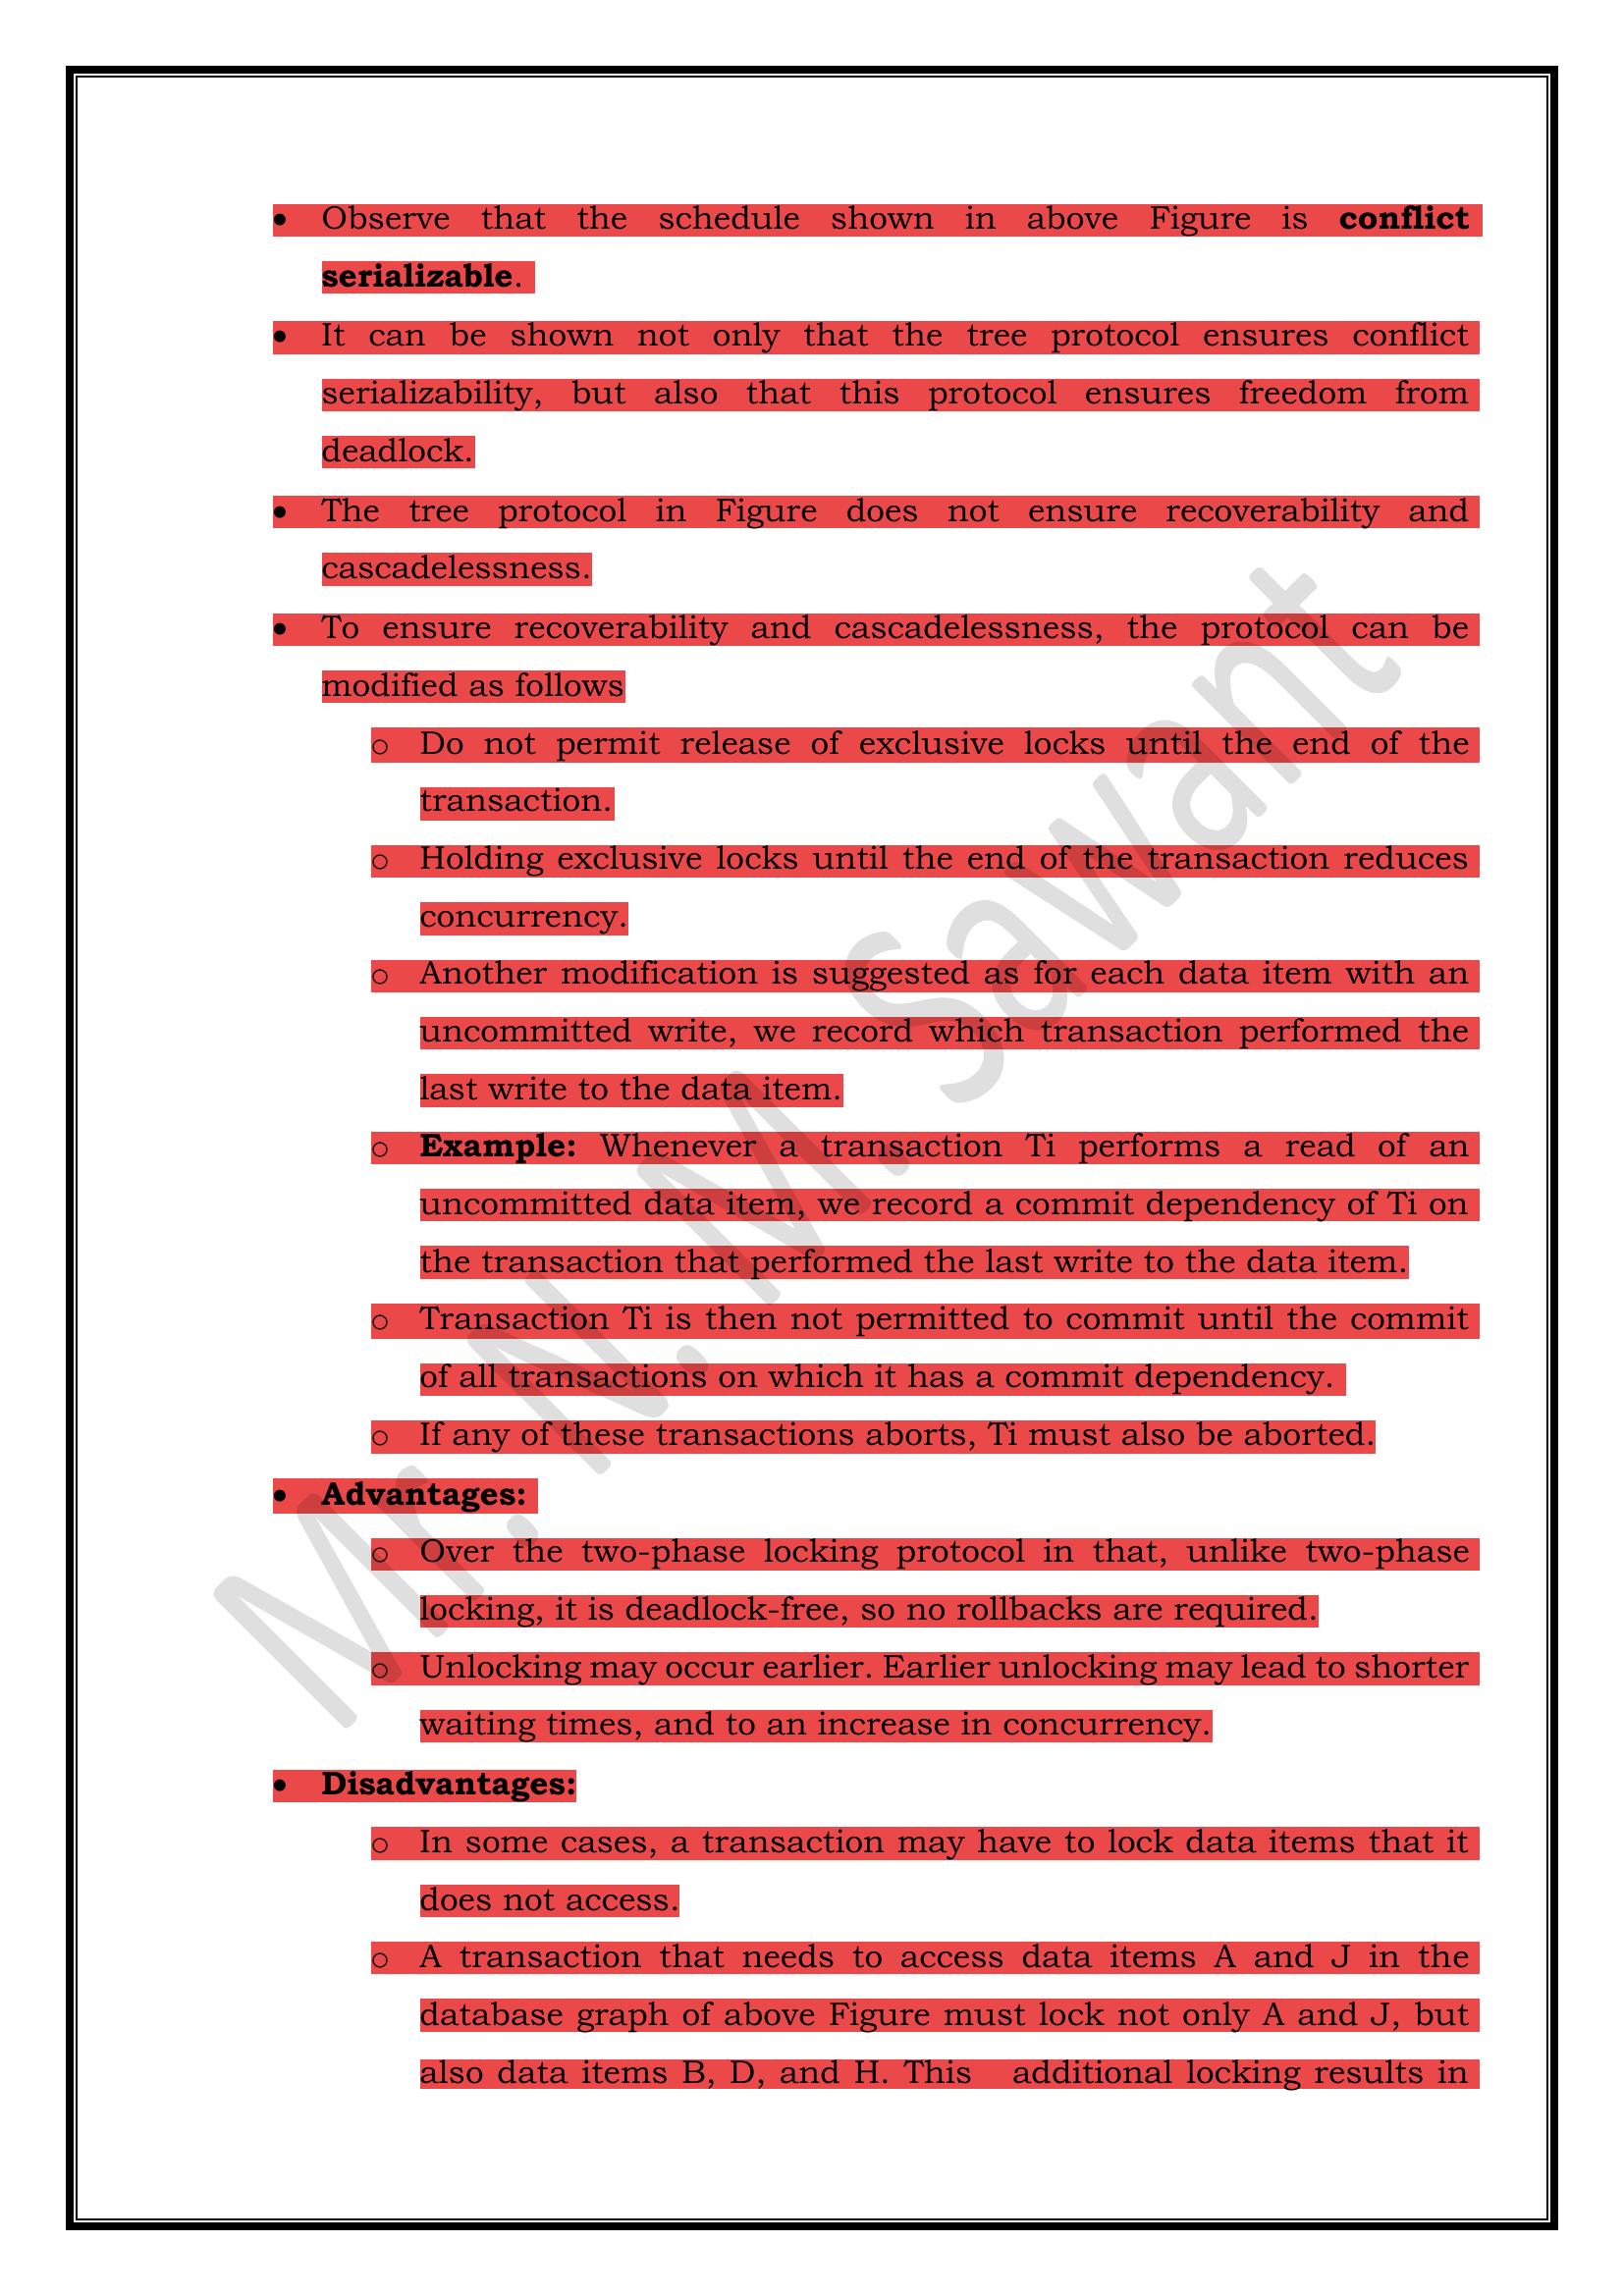 • Observe that the schedule shown in above Figure is conflict
serializable.
• It can be shown not only that the tree protocol ensures conflict
serializability, but also that this protocol ensures freedom from
deadlock.
• The tree protocol in Figure does not ensure recoverability and
cascadelessness.
• To ensure recoverability and cascadelessness, the protocol can be
modified as follows
o Do not permit release of exclusive locks until the end of the
transaction.
o Holding exclusive locks until the end of the transaction reduces
concurrency.
o Another modification is suggested as for each data item with an
uncommitted write, we record which transaction performed the
last write to the data item.
o Example: Whenever a transaction Ti performs a read of an
uncommitted data item, we record a commit dependency of Ti on
the transaction that performed the last write to the data item.
o Transaction Ti is then not permitted to commit until the commit
of all transactions on which it has a commit dependency.
o If any of these transactions aborts, Ti must also be aborted.
• Advantages:
o Over the two-phase locking protocol in that, unlike two-phase
locking, it is deadlock-free, so no rollbacks are required.
o Unlocking may occur earlier. Earlier unlocking may lead to shorter
waiting times, and to an increase in concurrency.
• Disadvantages:
o In some cases, a transaction may have to lock data items that it
does not access.
o A transaction that needs to access data items A and J in the
database graph of above Figure must lock not only A and J, but
also data items B, D, and H. This additional locking results in
Mr. N. M. Sawant